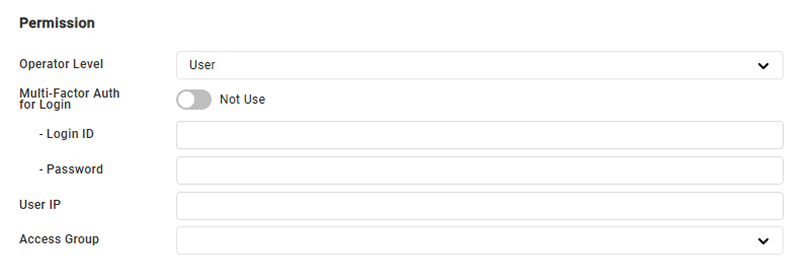 Permission
Operator Level
User
Multi-Factor Auth
for Login
Not Use
- Login ID
- Password
User IP
Access Group